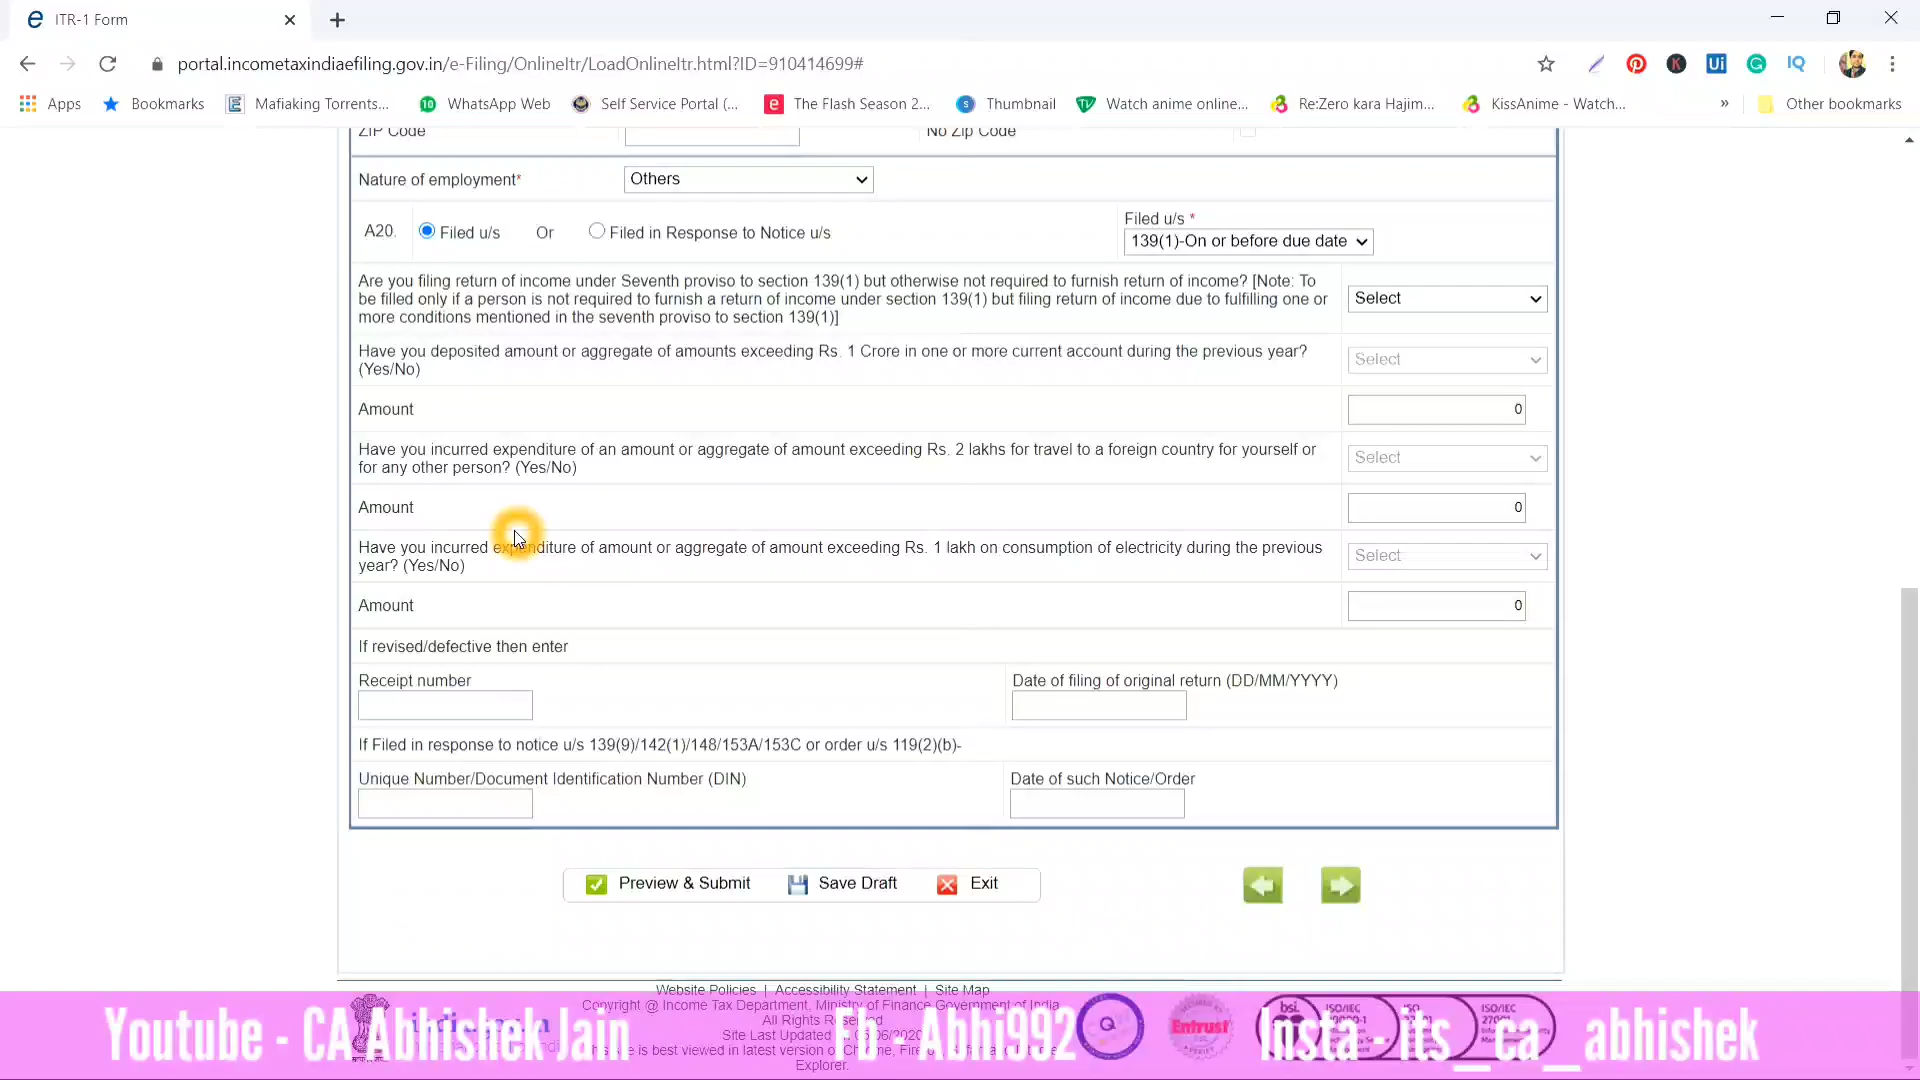 ITR-1 Form
portal.incometaxindiaefiling.gov.in/e-Filing/OnlineItr/LoadOnlineItr.html?ID=910414699#
Apps Bookmarks Mafiaking Torrents... WhatsApp Web Self Service Portal (... The Flash Season 2... Thumbnail Watch anime online... Re:Zero kara Hajim... KissAnime - Watch... » Other bookmarks
ZIP Code No Zip Code
Nature of employment* Others
A20. Filed u/s Or Filed in Response to Notice u/s
Filed u/s *
139(1)-On or before due date
Are you filing return of income under Seventh proviso to section 139(1) but otherwise not required to furnish return of income? [Note: To
be filled only if a person is not required to furnish a return of income under section 139(1) but filing return of income due to fulfilling one or
more conditions mentioned in the seventh proviso to section 139(1)]
Select
Have you deposited amount or aggregate of amounts exceeding Rs. 1 Crore in one or more current account during the previous year?
(Yes/No)
Select
Amount 0
Have you incurred expenditure of an amount or aggregate of amount exceeding Rs. 2 lakhs for travel to a foreign country for yourself or
for any other person? (Yes/No)
Select
Amount 0
Have you incurred expenditure of amount or aggregate of amount exceeding Rs. 1 lakh on consumption of electricity during the previous
year? (Yes/No)
Select
Amount 0
If revised/defective then enter
Receipt number Date of filing of original return (DD/MM/YYYY)
If Filed in response to notice u/s 139(9)/142(1)/148/153A/153C or order u/s 119(2)(b)-
Unique Number/Document Identification Number (DIN) Date of such Notice/Order
Preview & Submit Save Draft Exit
Website Policies | Accessibility Statement | Site Map
Copyright @ Income Tax Department, Ministry of Finance Government of India
All Rights
Site Last Updated
is best viewed in latest version of
Explorer.
Youtube - CA Abhishek Jain Fb - Abhi992 Insta - its_ca_abhishek
bsi. ISO/IEC
Entrust